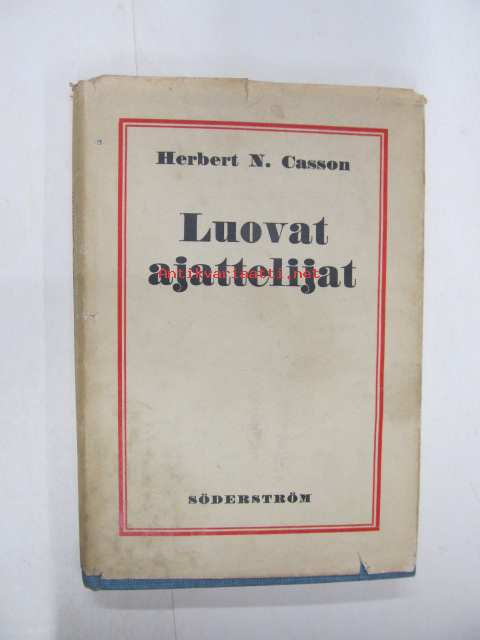 Herbert N. Casson
Luovat
antikvariaatti.net
ajattelijat
SÖDERSTRÖM